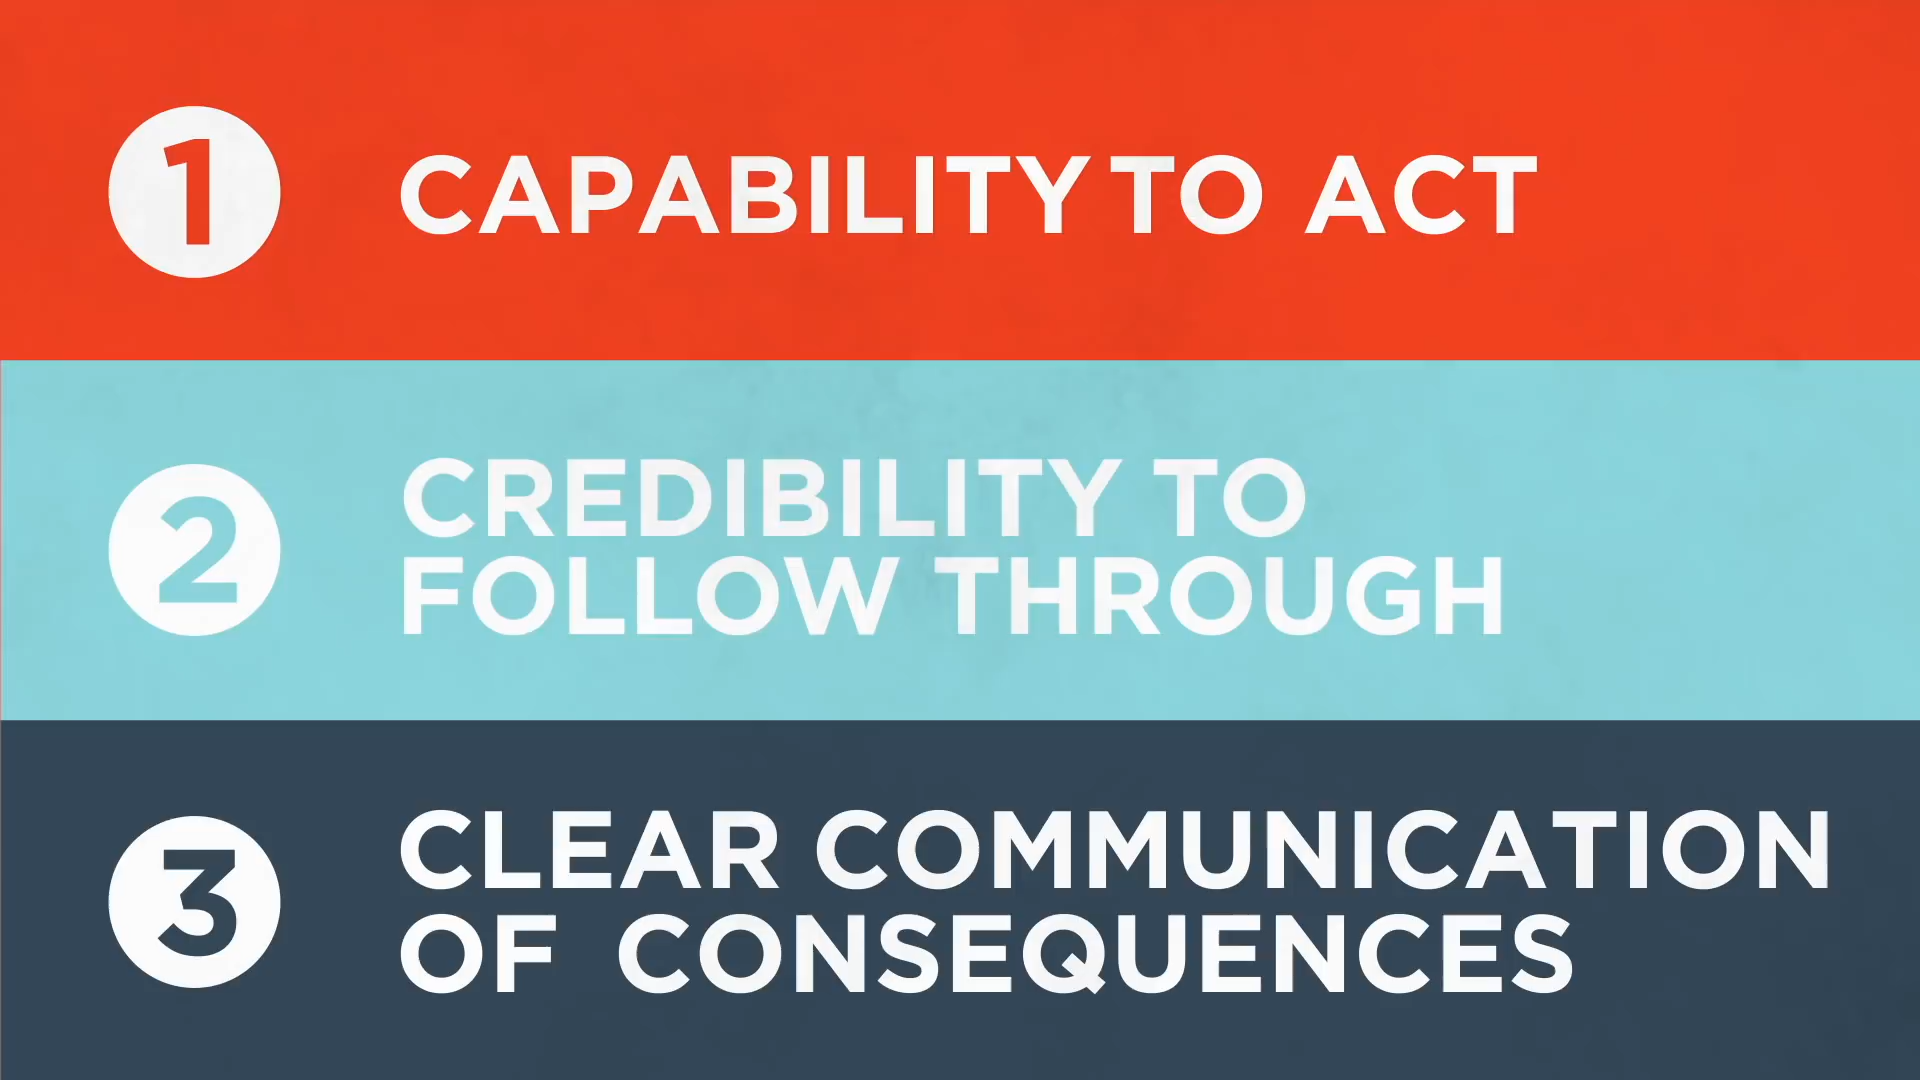 1 CAPABILITY TO ACT
2 CREDIBILITY TO
FOLLOW THROUGH
3 CLEAR COMMUNICATION
OF CONSEQUENCES